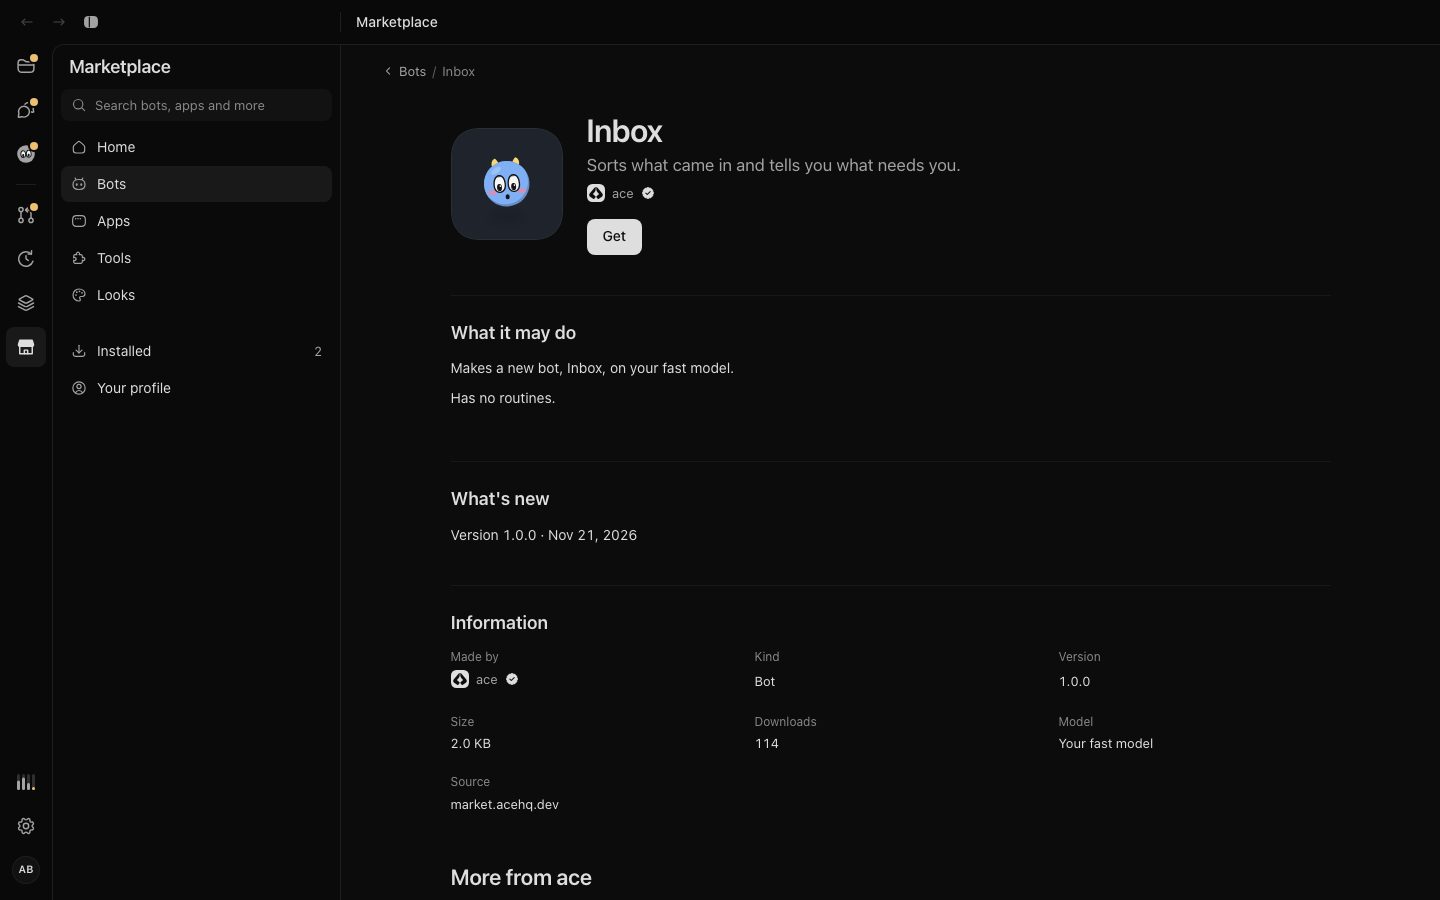 Marketplace
Marketplace
Search bots, apps and more
Home
Bots
Apps
Tools
Looks
Installed 2
Your profile
AB
Bots / Inbox
Inbox
Sorts what came in and tells you what needs you.
ace
Get
What it may do
Makes a new bot, Inbox, on your fast model.
Has no routines.
What's new
Version 1.0.0 · Nov 21, 2026
Information
Made by Kind Version
ace Bot 1.0.0
Size Downloads Model
2.0 KB 114 Your fast model
Source
market.acehq.dev
More from ace